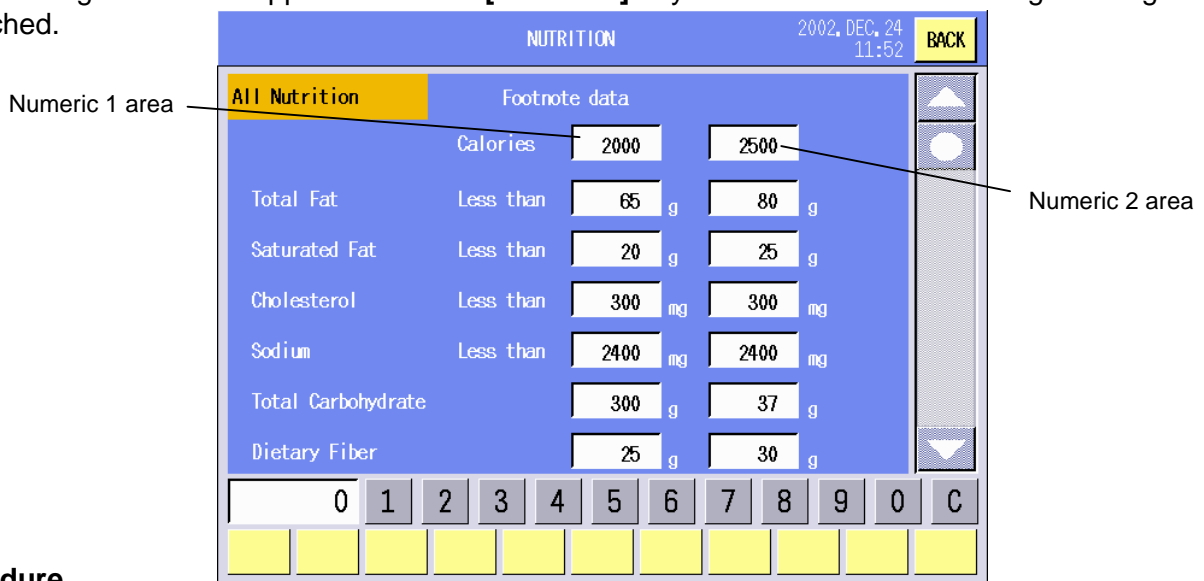 ched.
NUTRITION
2002. DEC. 24
11:52
BACK
All Nutrition
Footnote data
Numeric 1 area
Calories 2000 2500
Numeric 2 area
Total Fat Less than 65 g 80 g
Saturated Fat Less than 20 g 25 g
Cholesterol Less than 300 mg 300 mg
Sodium Less than 2400 mg 2400 mg
Total Carbohydrate 300 g 37 g
Dietary Fiber 25 g 30 g
0 1 2 3 4 5 6 7 8 9 0 C
dure